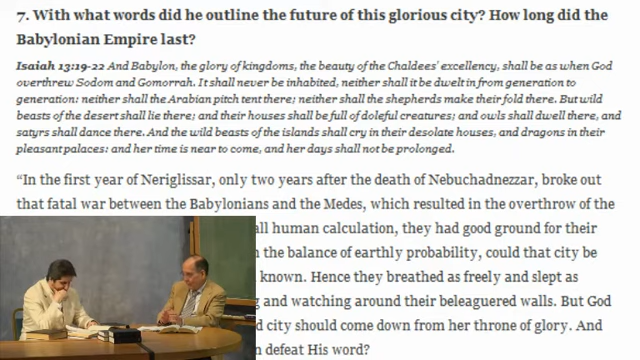 7. With what words did he outline the future of this glorious city? How long did the
Babylonian Empire last?
Isaiah 13:19-22 And Babylon, the glory of kingdoms, the beauty of the Chaldees' excellency, shall be as when God
overthrew Sodom and Gomorrah. It shall never be inhabited, neither shall it be dwelt in from generation to
generation: neither shall the Arabian pitch tent there; neither shall the shepherds make their fold there. But wild
beasts of the desert shall lie there; and their houses shall be full of doleful creatures; and owls shall dwell there, and
satyrs shall dance there. And the wild beasts of the islands shall cry in their desolate houses, and dragons in their
pleasant palaces: and her time is near to come, and her days shall not be prolonged.
“In the first year of Neriglissar, only two years after the death of Nebuchadnezzar, broke out
that fatal war between the Babylonians and the Medes, which resulted in the overthrow of the
all human calculation, they had good ground for their
the balance of earthly probability, could that city be
known. Hence they breathed as freely and slept as
and watching around their beleaguered walls. But God
city should come down from her throne of glory. And
defeat His word?